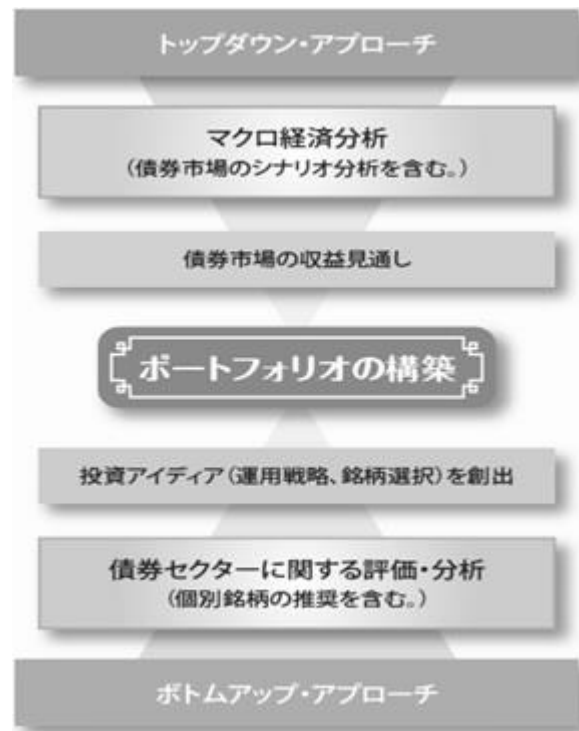 トップダウン・アプローチ
マクロ経済分析
(債券市場のシナリオ分析を含む。)
債券市場の収益見通し
ポートフォリオの構築
投資アイディア(運用戦略、銘柄選択)を創出
債券セクターに関する評価・分析
(個別銘柄の推奨を含む。)
ボトムアップ・アプローチ